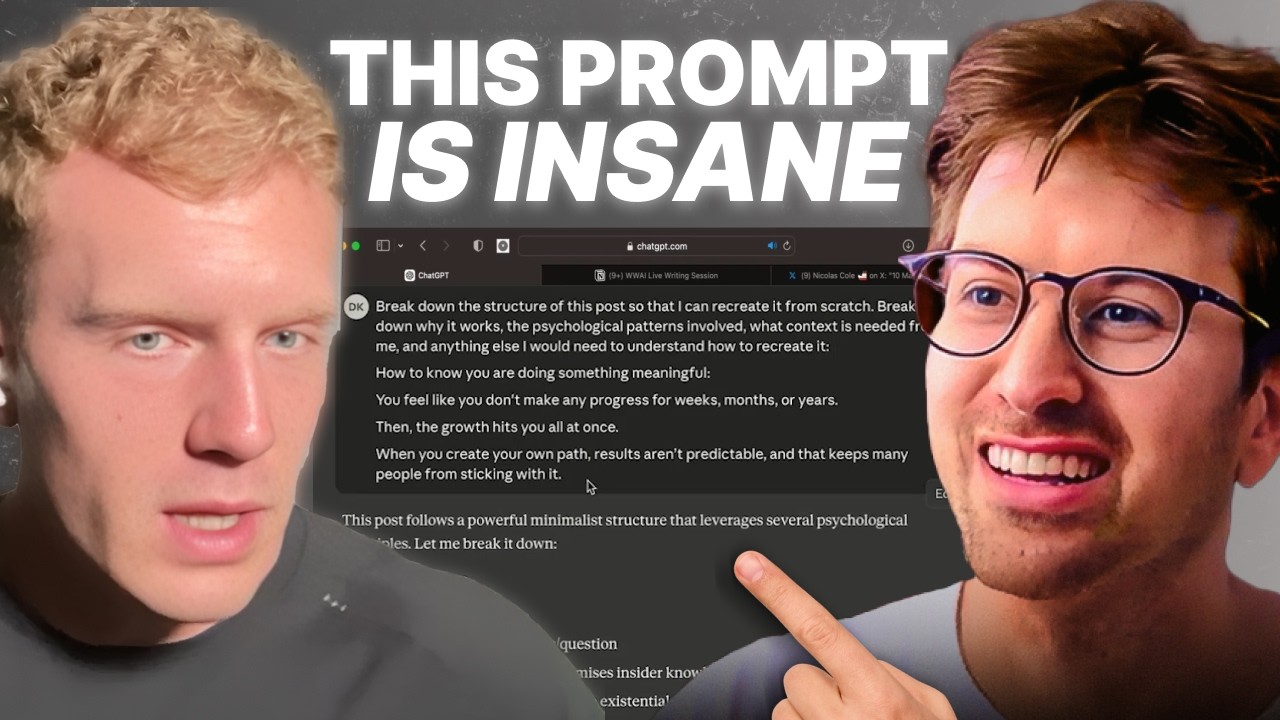 THIS PROMPT
IS INSANE
chatgpt.com
ChatGPT
(9+) WWAI Live Writing Session
X (9) Nicolas Cole on X: "10
DK
Break down the structure of this post so that I can recreate it from scratch. Break
down why it works, the psychological patterns involved, what context is needed
me, and anything else I would need to understand how to recreate it:
How to know you are doing something meaningful:
You feel like you don't make any progress for weeks, months, or years.
Then, the growth hits you all at once.
When you create your own path, results aren't predictable, and that keeps many
people from sticking with it.
This post follows a powerful minimalist structure that leverages several psychological
Let me break it down:
/question
insider
existential